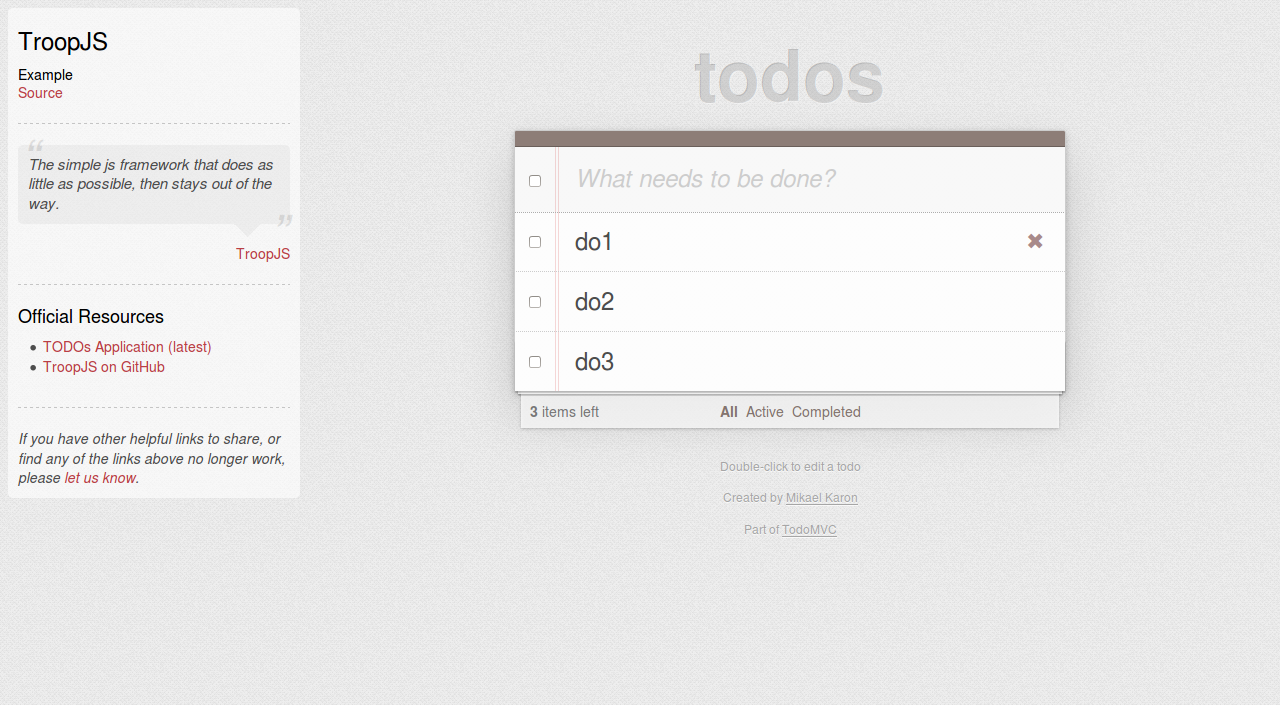 TroopJS
Example
Source
“
The simple js framework that does as
little as possible, then stays out of the
way.
”
TroopJS
Official Resources
• TODOs Application (latest)
• TroopJS on GitHub
If you have other helpful links to share, or
find any of the links above no longer work,
please let us know.
todos
What needs to be done?
do1 ✖
do2
do3
3 items left All Active Completed
Double-click to edit a todo
Created by Mikael Karon
Part of TodoMVC